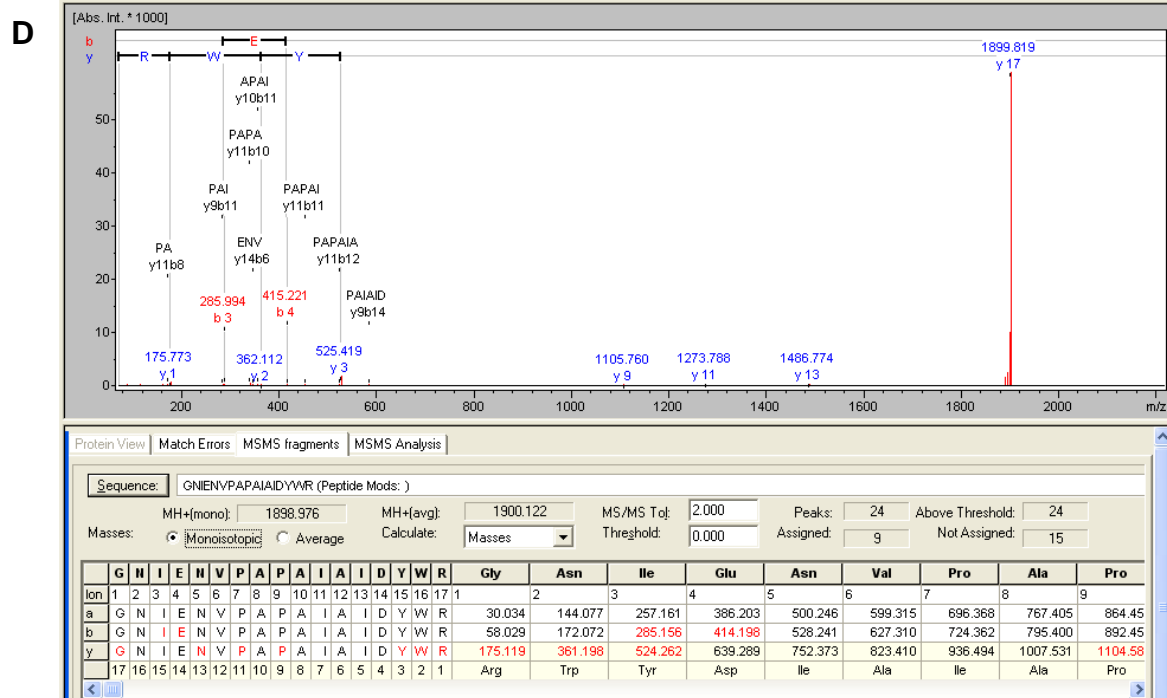 D
[Abs. Int. * 1000]
b
E
y
R W Y
1899.819
y 17
APAI
y10b11
50
PAPA
y11b10
40
PAI
y9b11
PAPAI
y11b11
30
PA
y11b8
ENV
y14b6
PAPAIA
y11b12
PAIAID
y9b14
20
285.994
b 3
415.221
b 4
10
175.773
y 1
362.112
y 2
525.419
y 3
1105.760
y 9
1273.788
y 11
1486.774
y 13
0
200 400 600 800 1000 1200 1400 1600 1800 2000 m/z
Protein View Match Errors MSMS fragments MSMS Analysis
Sequence: GNIENVPAPAIAIDYWR (Peptide Mods: )
MH+(mono): 1898.976 MH+(avg): 1900.122 MS/MS Tol: 2.000 Peaks: 24 Above Threshold: 24
Masses: Monoisotopic Average Calculate: Masses Threshold: 0.000 Assigned: 9 Not Assigned: 15
G N I E N V P A P A I A I D Y W R Gly Asn Ile Glu Asn Val Pro Ala Pro
Ion 1 2 3 4 5 6 7 8 9 10 11 12 13 14 15 16 17 1 2 3 4 5 6 7 8 9
a G N I E N V P A P A I A I D Y W R 30.034 144.077 257.161 386.203 500.246 599.315 696.368 767.405 864.45
b G N I E N V P A P A I A I D Y W R 58.029 172.072 285.156 414.198 528.241 627.310 724.362 795.400 892.45
y G N I E N V P A P A I A I D Y W R 175.119 361.198 524.262 639.289 752.373 823.410 936.494 1007.531 1104.58
17 16 15 14 13 12 11 10 9 8 7 6 5 4 3 2 1 Arg Trp Tyr Asp Ile Ala Ile Ala Pro